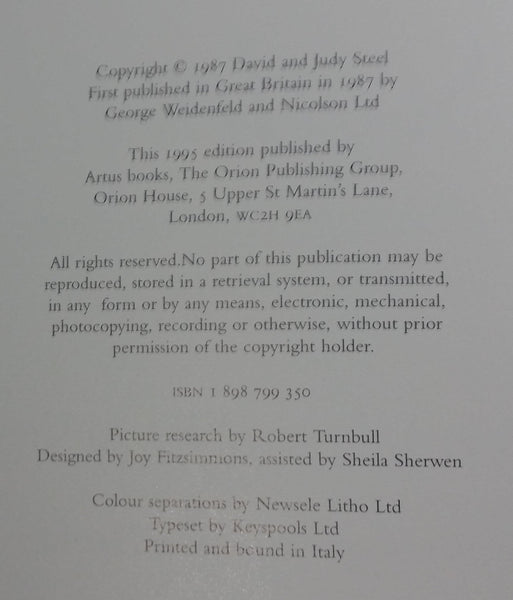 Copyright © 1987 David and Judy Steel
First published in Great Britain in 1987 by
George Weidenfeld and Nicolson Ltd
This 1995 edition published by
Artus books, The Orion Publishing Group,
Orion House, 5 Upper St Martin's Lane,
London, WC2H 9EA
All rights reserved.No part of this publication may be
reproduced, stored in a retrieval system, or transmitted,
in any form or by any means, electronic, mechanical,
photocopying, recording or otherwise, without prior
permission of the copyright holder.
ISBN 1 898 799 350
Picture research by Robert Turnbull
Designed by Joy Fitzsimmons, assisted by Sheila Sherwen
Colour separations by Newsele Litho Ltd
Typeset by Keyspools Ltd
Printed and bound in Italy